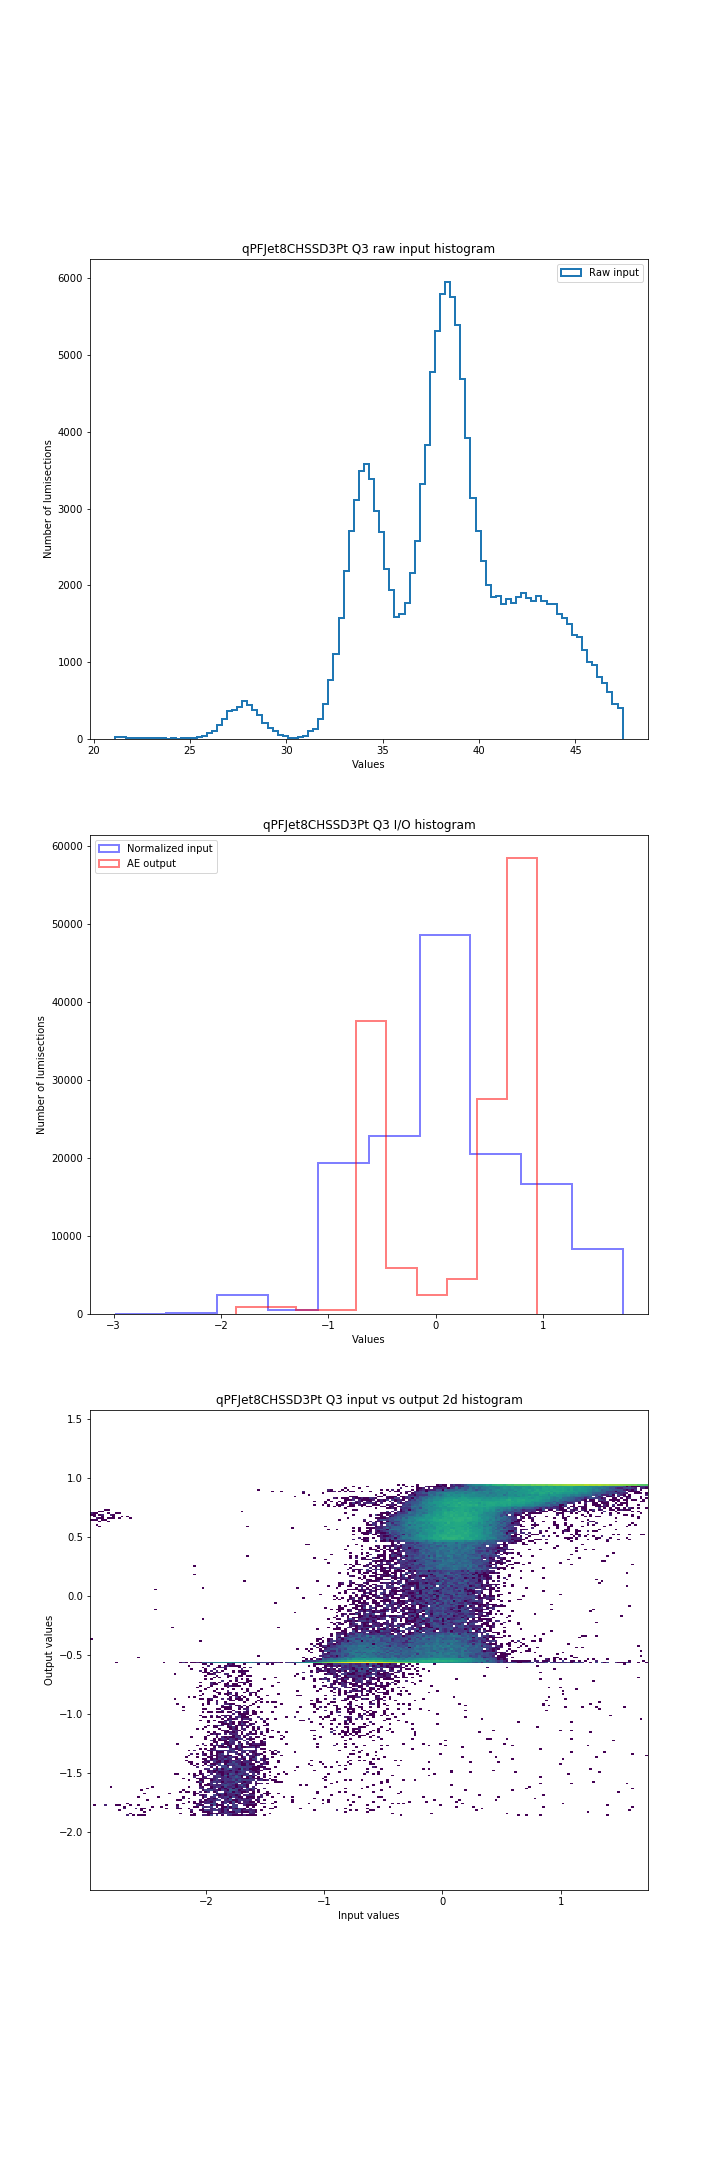 qPFJet8CHSSD3Pt Q3 raw input histogram
Raw input
6000
5000
4000
3000
2000
1000
0
Number of lumisections
20 25 30 35 40 45
Values
qPFJet8CHSSD3Pt Q3 I/O histogram
Normalized input
AE output
60000
50000
40000
30000
20000
10000
0
Number of lumisections
−3 −2 −1 0 1
Values
qPFJet8CHSSD3Pt Q3 input vs output 2d histogram
1.5
1.0
0.5
0.0
−0.5
−1.0
−1.5
−2.0
Output values
−2 −1 0 1
Input values